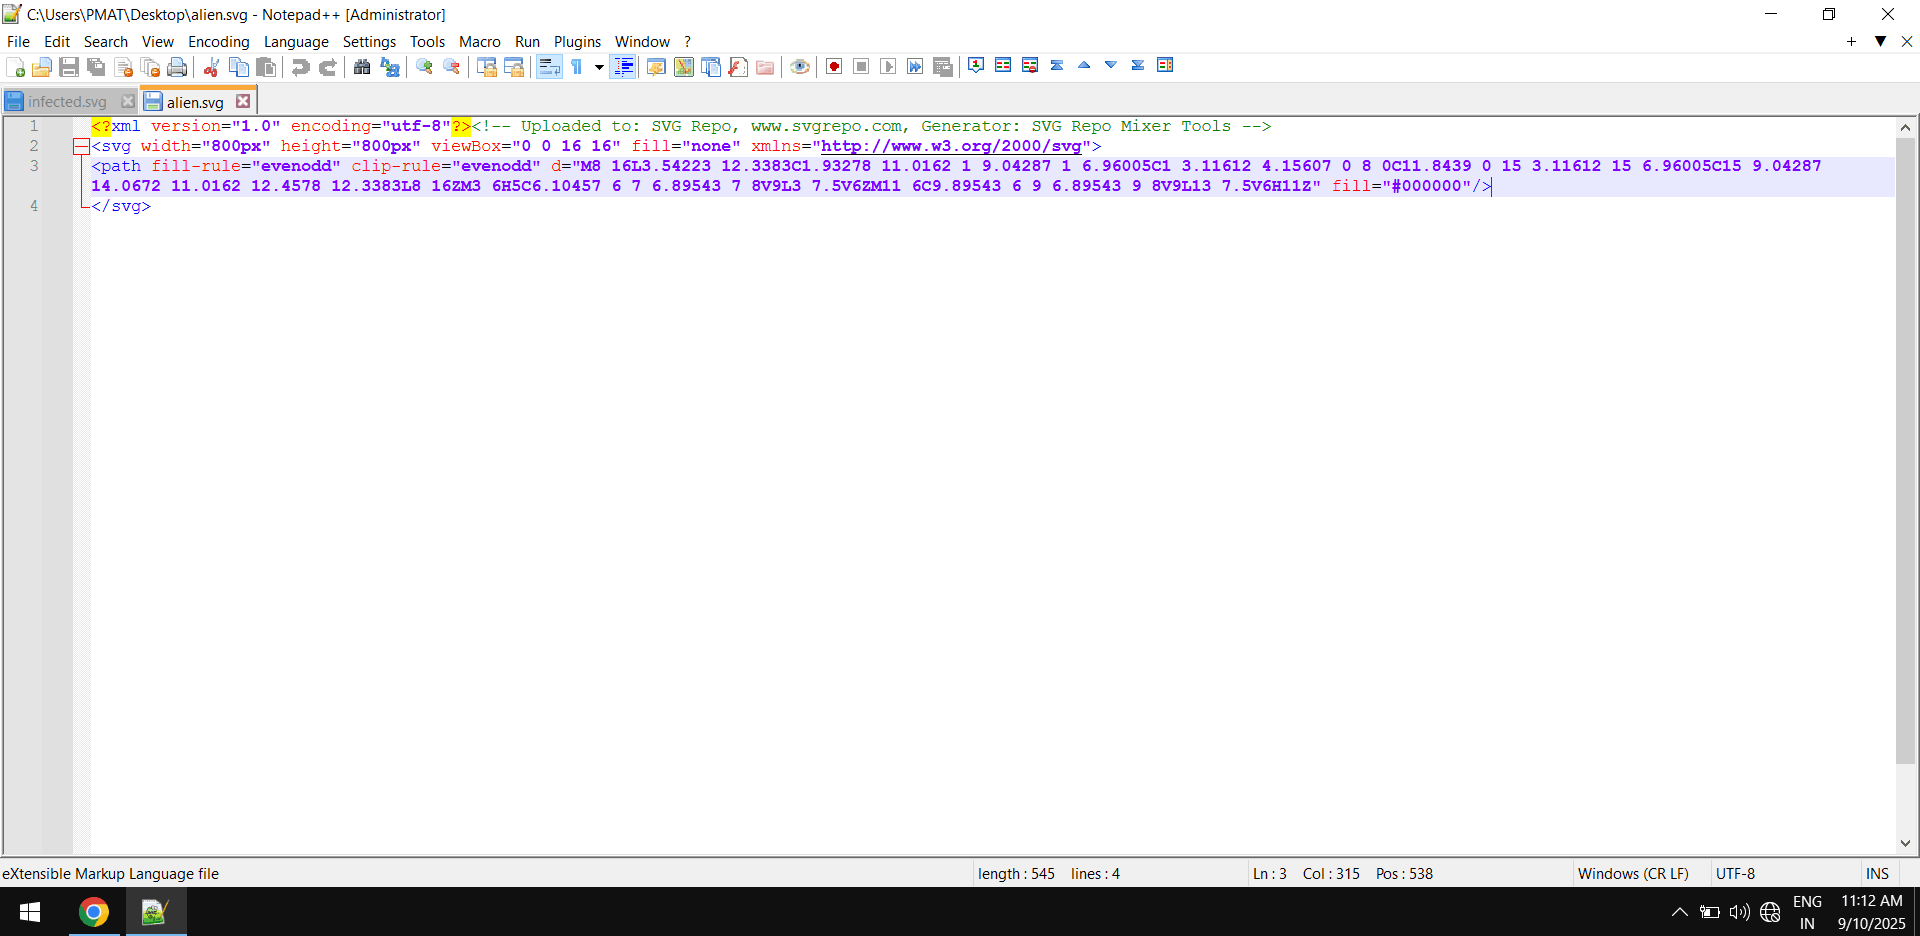 C:\Users\PMAT\Desktop\alien.svg - Notepad++ [Administrator]
File Edit Search View Encoding Language Settings Tools Macro Run Plugins Window ?
infected.svg alien.svg
1 <?xml version="1.0" encoding="utf-8"?><!-- Uploaded to: SVG Repo, www.svgrepo.com, Generator: SVG Repo Mixer Tools -->
2 <svg width="800px" height="800px" viewBox="0 0 16 16" fill="none" xmlns="http://www.w3.org/2000/svg">
3 <path fill-rule="evenodd" clip-rule="evenodd" d="M8 16L3.54223 12.3383C1.93278 11.0162 1 9.04287 1 6.96005C1 3.11612 4.15607 0 8 0C11.8439 0 15 3.11612 15 6.96005C15 9.04287
14.0672 11.0162 12.4578 12.3383L8 16ZM3 6H5C6.10457 6 7 6.89543 7 8V9L3 7.5V6ZM11 6C9.89543 6 9 6.89543 9 8V9L13 7.5V6H11Z" fill="#000000"/>
4 </svg>
eXtensible Markup Language file length : 545 lines : 4 Ln : 3 Col : 315 Pos : 538 Windows (CR LF) UTF-8 INS
ENG 11:12 AM
IN 9/10/2025